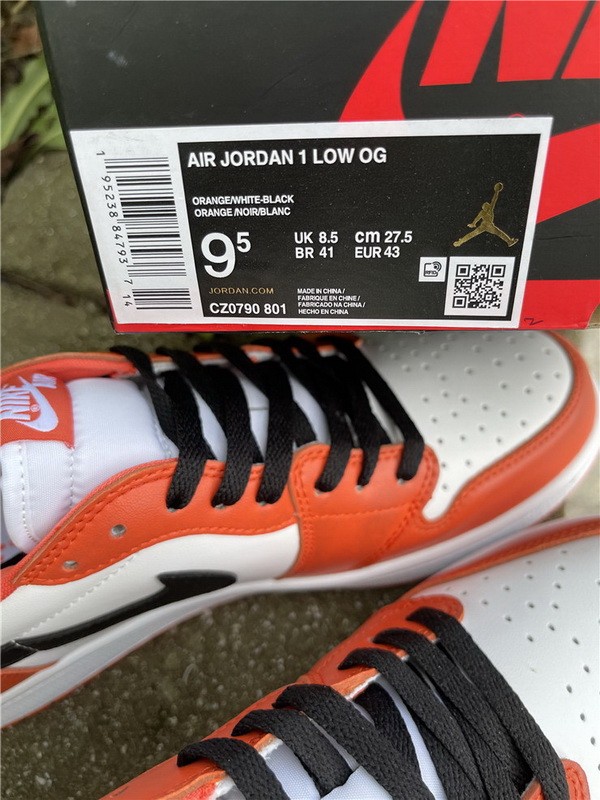 NIKE
AIR JORDAN 1 LOW OG
ORANGE/WHITE-BLACK
ORANGE /NOIR/BLANC
9⁵
UK 8.5 cm 27.5
BR 41 EUR 43
JORDAN.COM
CZ0790 801
MADE IN CHINA /
FABRIQUE EN CHINE /
FABRICADO NA CHINA /
HECHO EN CHINA
RFID
1 95238 84793 7 14
NIKE